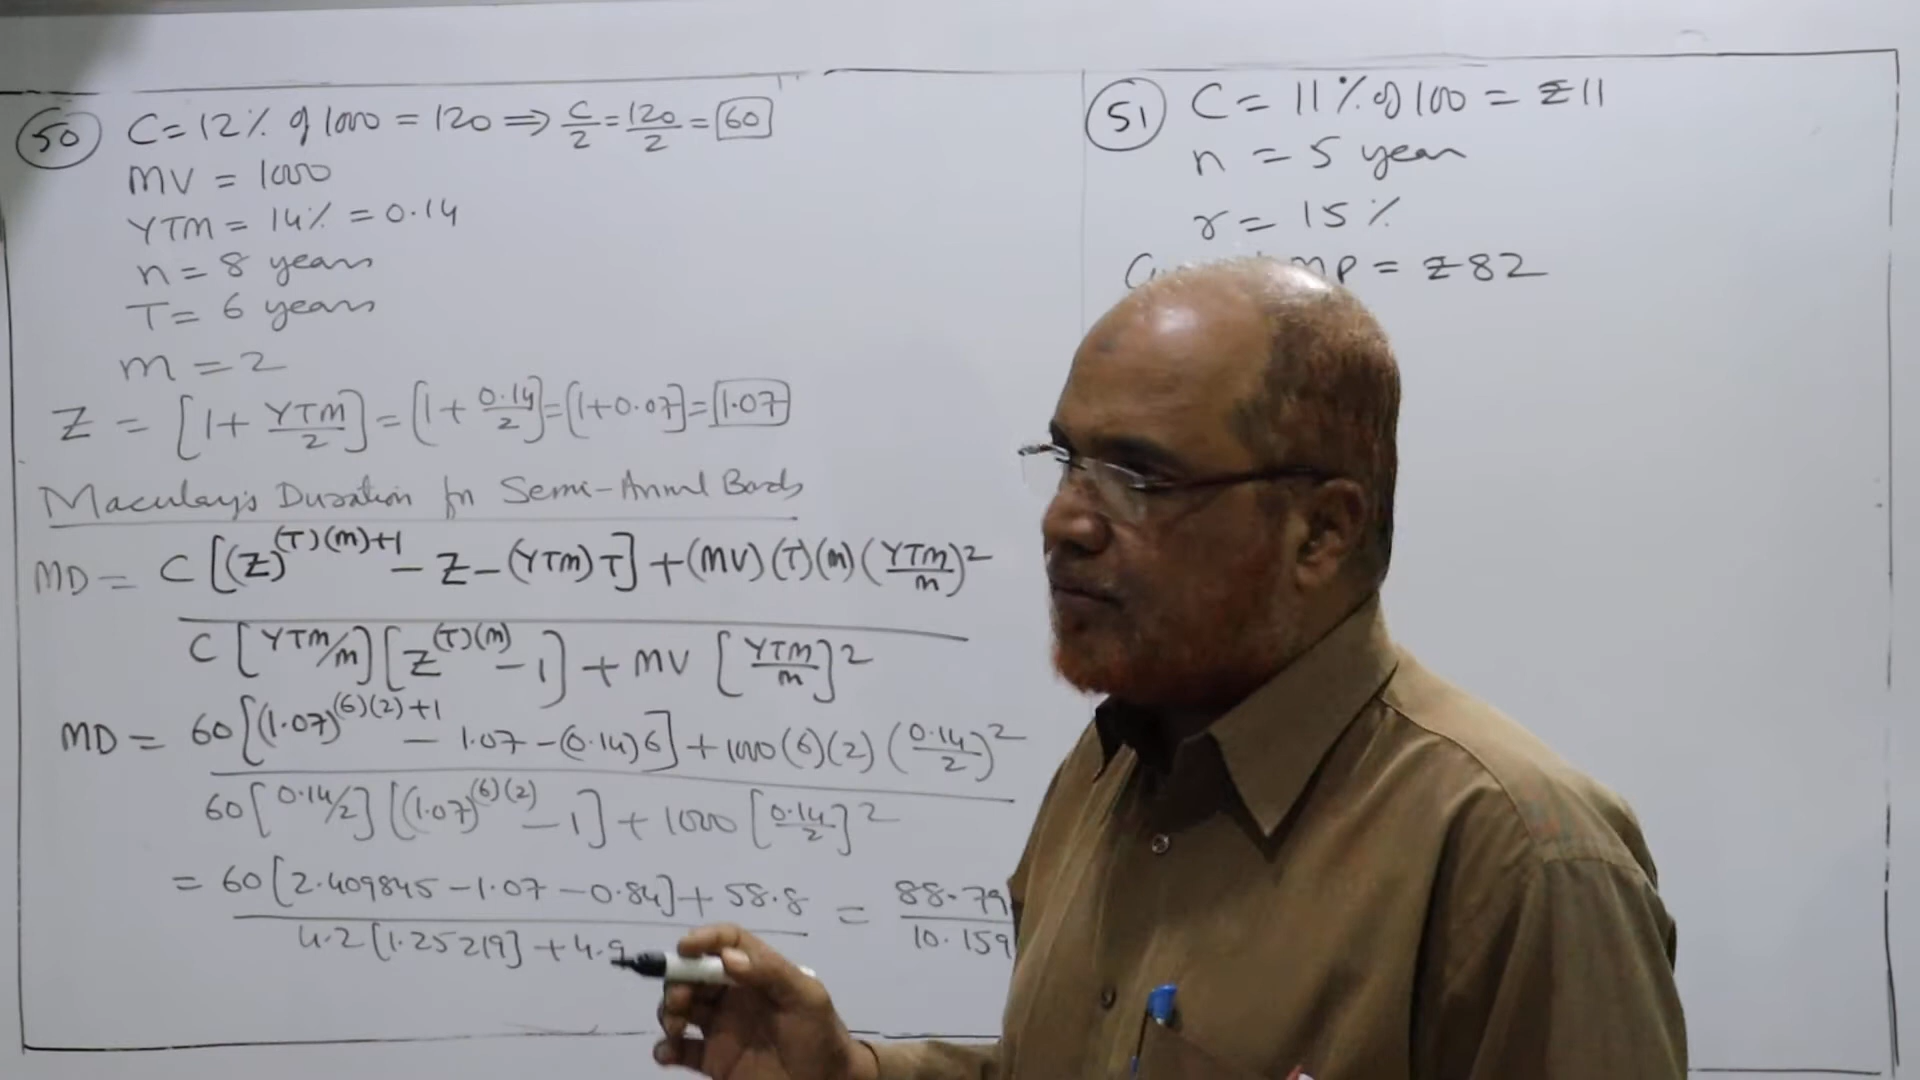 50 C = 12% of 1000 = 120 ⇒ C/2 = 120/2 = 60
MV = 1000
YTM = 14% = 0.14
n = 8 years
T = 6 years
m = 2
Z = [1 + YTM/2] = [1 + 0.14/2] = (1+0.07] = 1.07
Maculay's Duration for Semi-Annul Bonds
MD = C[(Z)^(T)(m)+1 - Z - (YTM)T] + (MV)(T)(m)(YTM/m)^2
C[YTM/m][Z^(T)(m) - 1] + MV [YTM/m]^2
MD = 60[(1.07)^(6)(2)+1 - 1.07 - (0.14)6] + 1000(6)(2)(0.14/2)^2
60[0.14/2][(1.07)^(6)(2) - 1] + 1000[0.14/2]^2
= 60[2.409845 - 1.07 - 0.84] + 58.8 = 88.79
4.2[1.25219] + 4.9 10.159
51 C = 11% of 100 = ₹11
n = 5 year
r = 15%
MP = ₹82